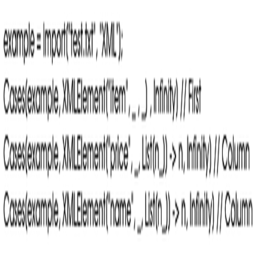 example = Import("test.txt", "XML");
Cases(example, XMLElement("item" , _, _) , Infinity) // First
Cases(example, XMLElement("price" , _, List(n_)) -> n, Infinity) // Column
Cases(example, XMLElement("name" , _, List(n_)) -> n, Infinity) // Column